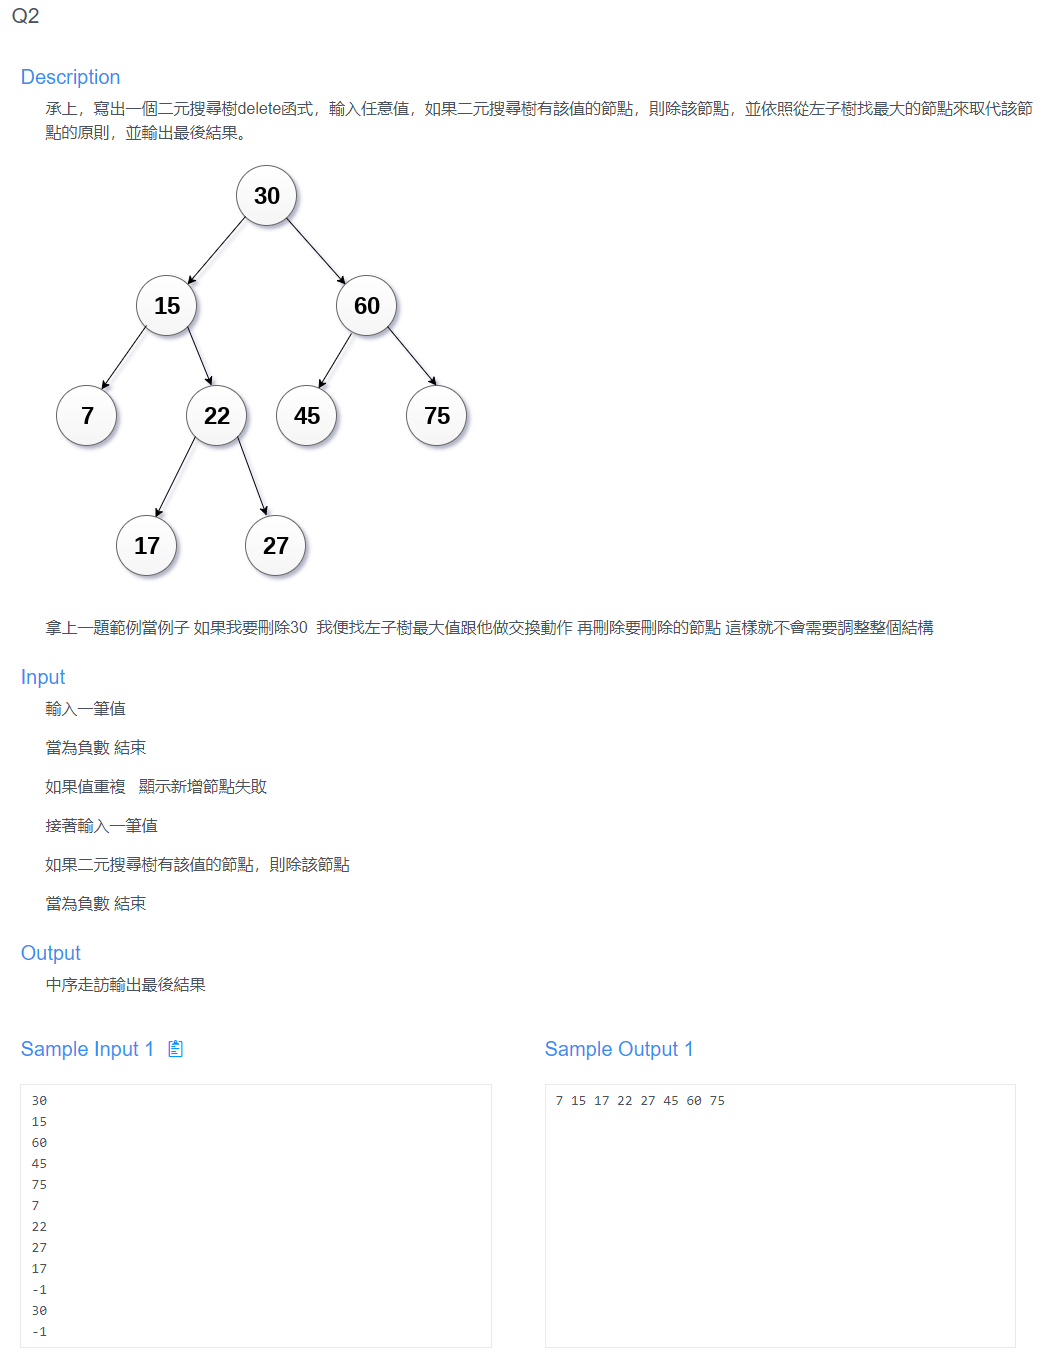 Q2
Description
承上，寫出一個二元搜尋樹delete函式，輸入任意值，如果二元搜尋樹有該值的節點，則除該節點，並依照從左子樹找最大的節點來取代該節
點的原則，並輸出最後結果。
30
15
60
7
22
45
75
17
27
拿上一題範例當例子 如果我要刪除30  我便找左子樹最大值跟他做交換動作 再刪除要刪除的節點 這樣就不會需要調整整個結構
Input
輸入一筆值
當為負數 結束
如果值重複   顯示新增節點失敗
接著輸入一筆值
如果二元搜尋樹有該值的節點，則除該節點
當為負數 結束
Output
中序走訪輸出最後結果
Sample Input 1
30
15
60
45
75
7
22
27
17
-1
30
-1
Sample Output 1
7 15 17 22 27 45 60 75